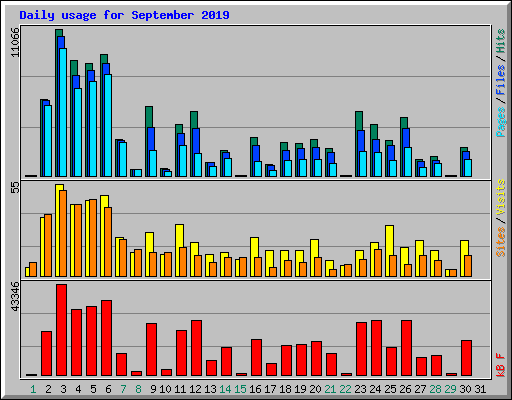 Daily usage for September 2019
11066
Pages / Files / Hits
55
Sites / Visits
43346
kB F
1 2 3 4 5 6 7 8 9 10 11 12 13 14 15 16 17 18 19 20 21 22 23 24 25 26 27 28 29 30 31